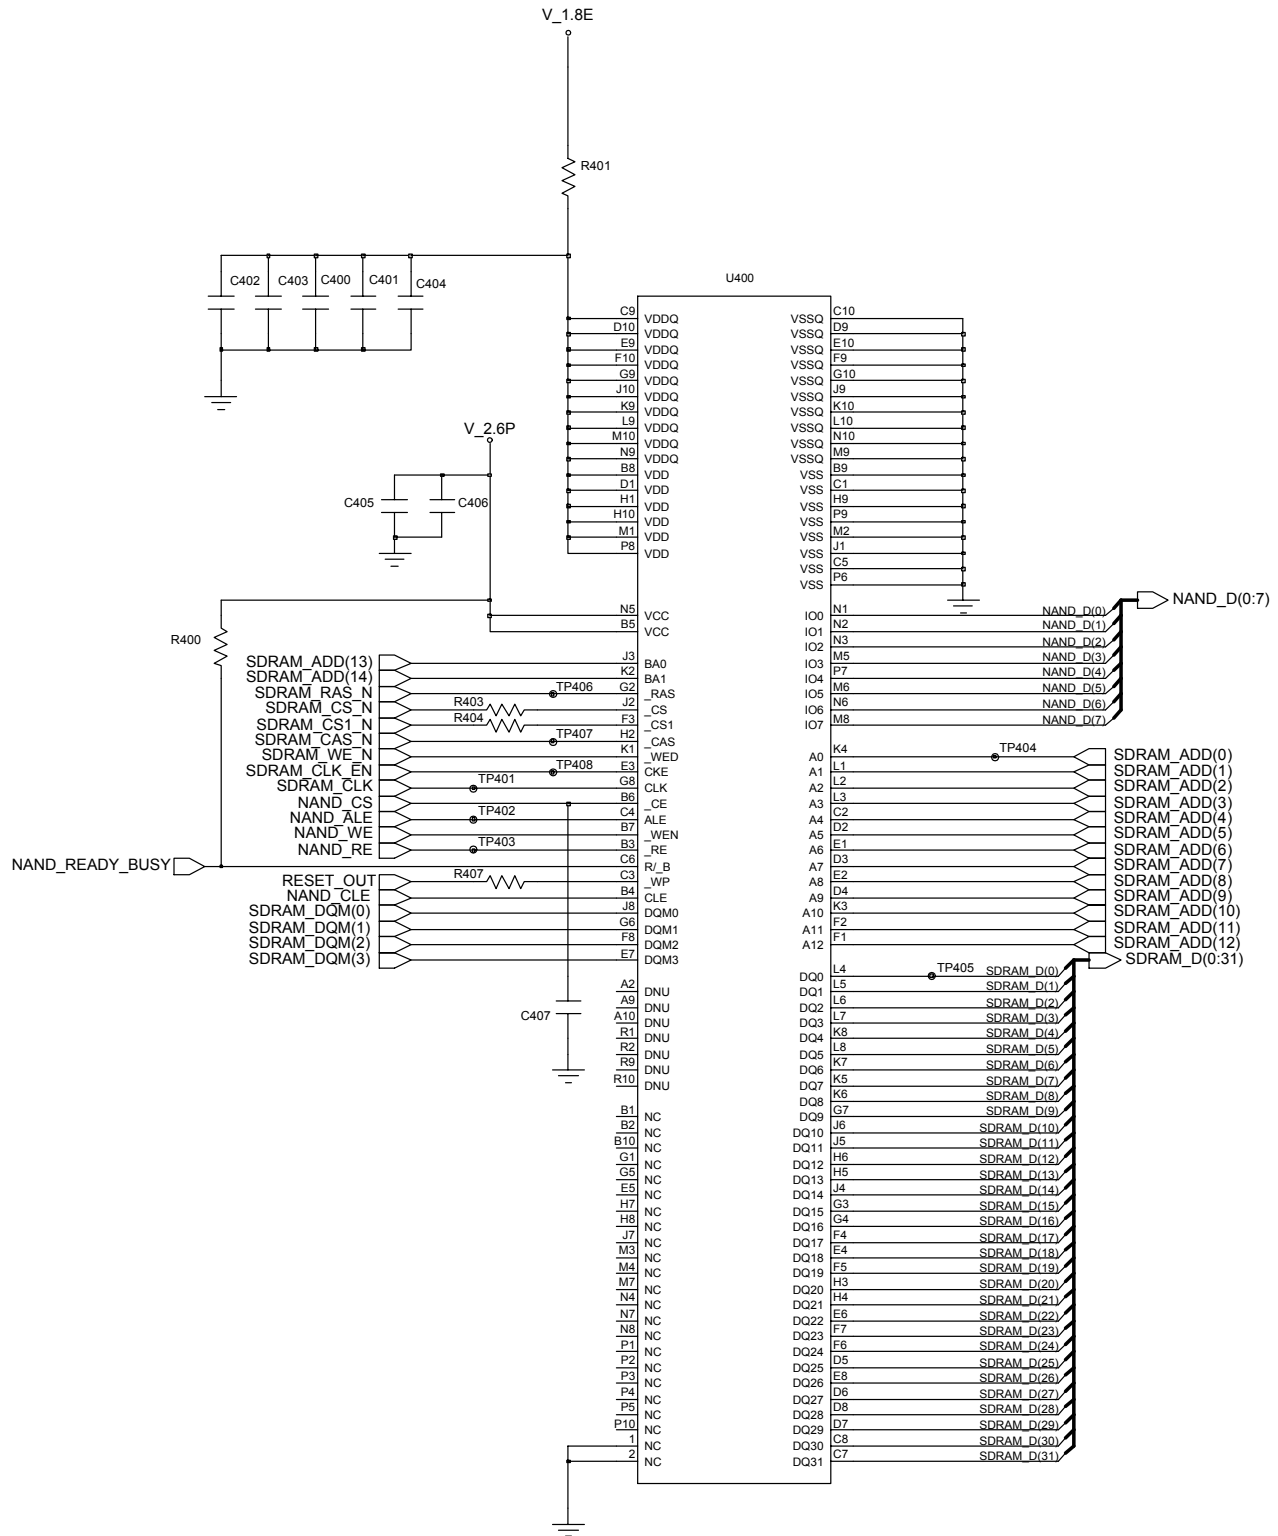 V_1.8E
R401
C402 C403 C400 C401 C404
U400
C9 VDDQ VSSQ C10
D10 VDDQ VSSQ D9
E9 VDDQ VSSQ E10
F10 VDDQ VSSQ F9
G9 VDDQ VSSQ G10
J10 VDDQ VSSQ J9
K9 VDDQ VSSQ K10
L9 VDDQ VSSQ L10
M10 VDDQ VSSQ N10
N9 VDDQ VSSQ M9
V_2.6P
B8 VDD VSS B9
D1 VDD VSS C1
H1 VDD VSS H9
H10 VDD VSS P9
M1 VDD VSS M2
P8 VDD VSS J1
VSS C5
VSS P6
C405 C406
N5 VCC IO0 N1 NAND_D(0) NAND_D(0:7)
B5 VCC IO1 N2 NAND_D(1)
IO2 N3 NAND_D(2)
R400
SDRAM_ADD(13) J3 BA0 IO3 M5 NAND_D(3)
SDRAM_ADD(14) K2 BA1 IO4 P7 NAND_D(4)
SDRAM_RAS_N TP406 G2 _RAS IO5 M6 NAND_D(5)
SDRAM_CS_N R403 J2 _CS IO6 N6 NAND_D(6)
SDRAM_CS1_N R404 F3 _CS1 IO7 M8 NAND_D(7)
SDRAM_CAS_N TP407 H2 _CAS
SDRAM_WE_N K1 _WED A0 K4 TP404 SDRAM_ADD(0)
SDRAM_CLK_EN TP408 E3 CKE A1 L1 SDRAM_ADD(1)
SDRAM_CLK TP401 G8 CLK A2 L2 SDRAM_ADD(2)
NAND_CS B6 _CE A3 L3 SDRAM_ADD(3)
NAND_ALE TP402 C4 ALE A4 C2 SDRAM_ADD(4)
NAND_WE B7 _WEN A5 D2 SDRAM_ADD(5)
NAND_RE TP403 B3 _RE A6 E1 SDRAM_ADD(6)
NAND_READY_BUSY C6 R/_B A7 D3 SDRAM_ADD(7)
RESET_OUT R407 C3 _WP A8 E2 SDRAM_ADD(8)
NAND_CLE B4 CLE A9 D4 SDRAM_ADD(9)
SDRAM_DQM(0) J8 DQM0 A10 K3 SDRAM_ADD(10)
SDRAM_DQM(1) G6 DQM1 A11 F2 SDRAM_ADD(11)
SDRAM_DQM(2) F8 DQM2 A12 F1 SDRAM_ADD(12)
SDRAM_DQM(3) E7 DQM3 SDRAM_D(0:31)
DQ0 L4 TP405 SDRAM_D(0)
A2 DNU DQ1 L5 SDRAM_D(1)
A9 DNU DQ2 L6 SDRAM_D(2)
C407 A10 DNU DQ3 L7 SDRAM_D(3)
R1 DNU DQ4 K8 SDRAM_D(4)
R2 DNU DQ5 L8 SDRAM_D(5)
R9 DNU DQ6 K7 SDRAM_D(6)
R10 DNU DQ7 K5 SDRAM_D(7)
DQ8 K6 SDRAM_D(8)
B1 NC DQ9 G7 SDRAM_D(9)
B2 NC DQ10 J6 SDRAM_D(10)
B10 NC DQ11 J5 SDRAM_D(11)
G1 NC DQ12 H6 SDRAM_D(12)
G5 NC DQ13 H5 SDRAM_D(13)
E5 NC DQ14 J4 SDRAM_D(14)
H7 NC DQ15 G3 SDRAM_D(15)
H8 NC DQ16 G4 SDRAM_D(16)
J7 NC DQ17 F4 SDRAM_D(17)
M3 NC DQ18 E4 SDRAM_D(18)
M4 NC DQ19 F5 SDRAM_D(19)
M7 NC DQ20 H3 SDRAM_D(20)
N4 NC DQ21 H4 SDRAM_D(21)
N7 NC DQ22 E6 SDRAM_D(22)
N8 NC DQ23 F7 SDRAM_D(23)
P1 NC DQ24 F6 SDRAM_D(24)
P2 NC DQ25 D5 SDRAM_D(25)
P3 NC DQ26 E8 SDRAM_D(26)
P4 NC DQ27 D6 SDRAM_D(27)
P5 NC DQ28 D8 SDRAM_D(28)
P10 NC DQ29 D7 SDRAM_D(29)
1 NC DQ30 C8 SDRAM_D(30)
2 NC DQ31 C7 SDRAM_D(31)